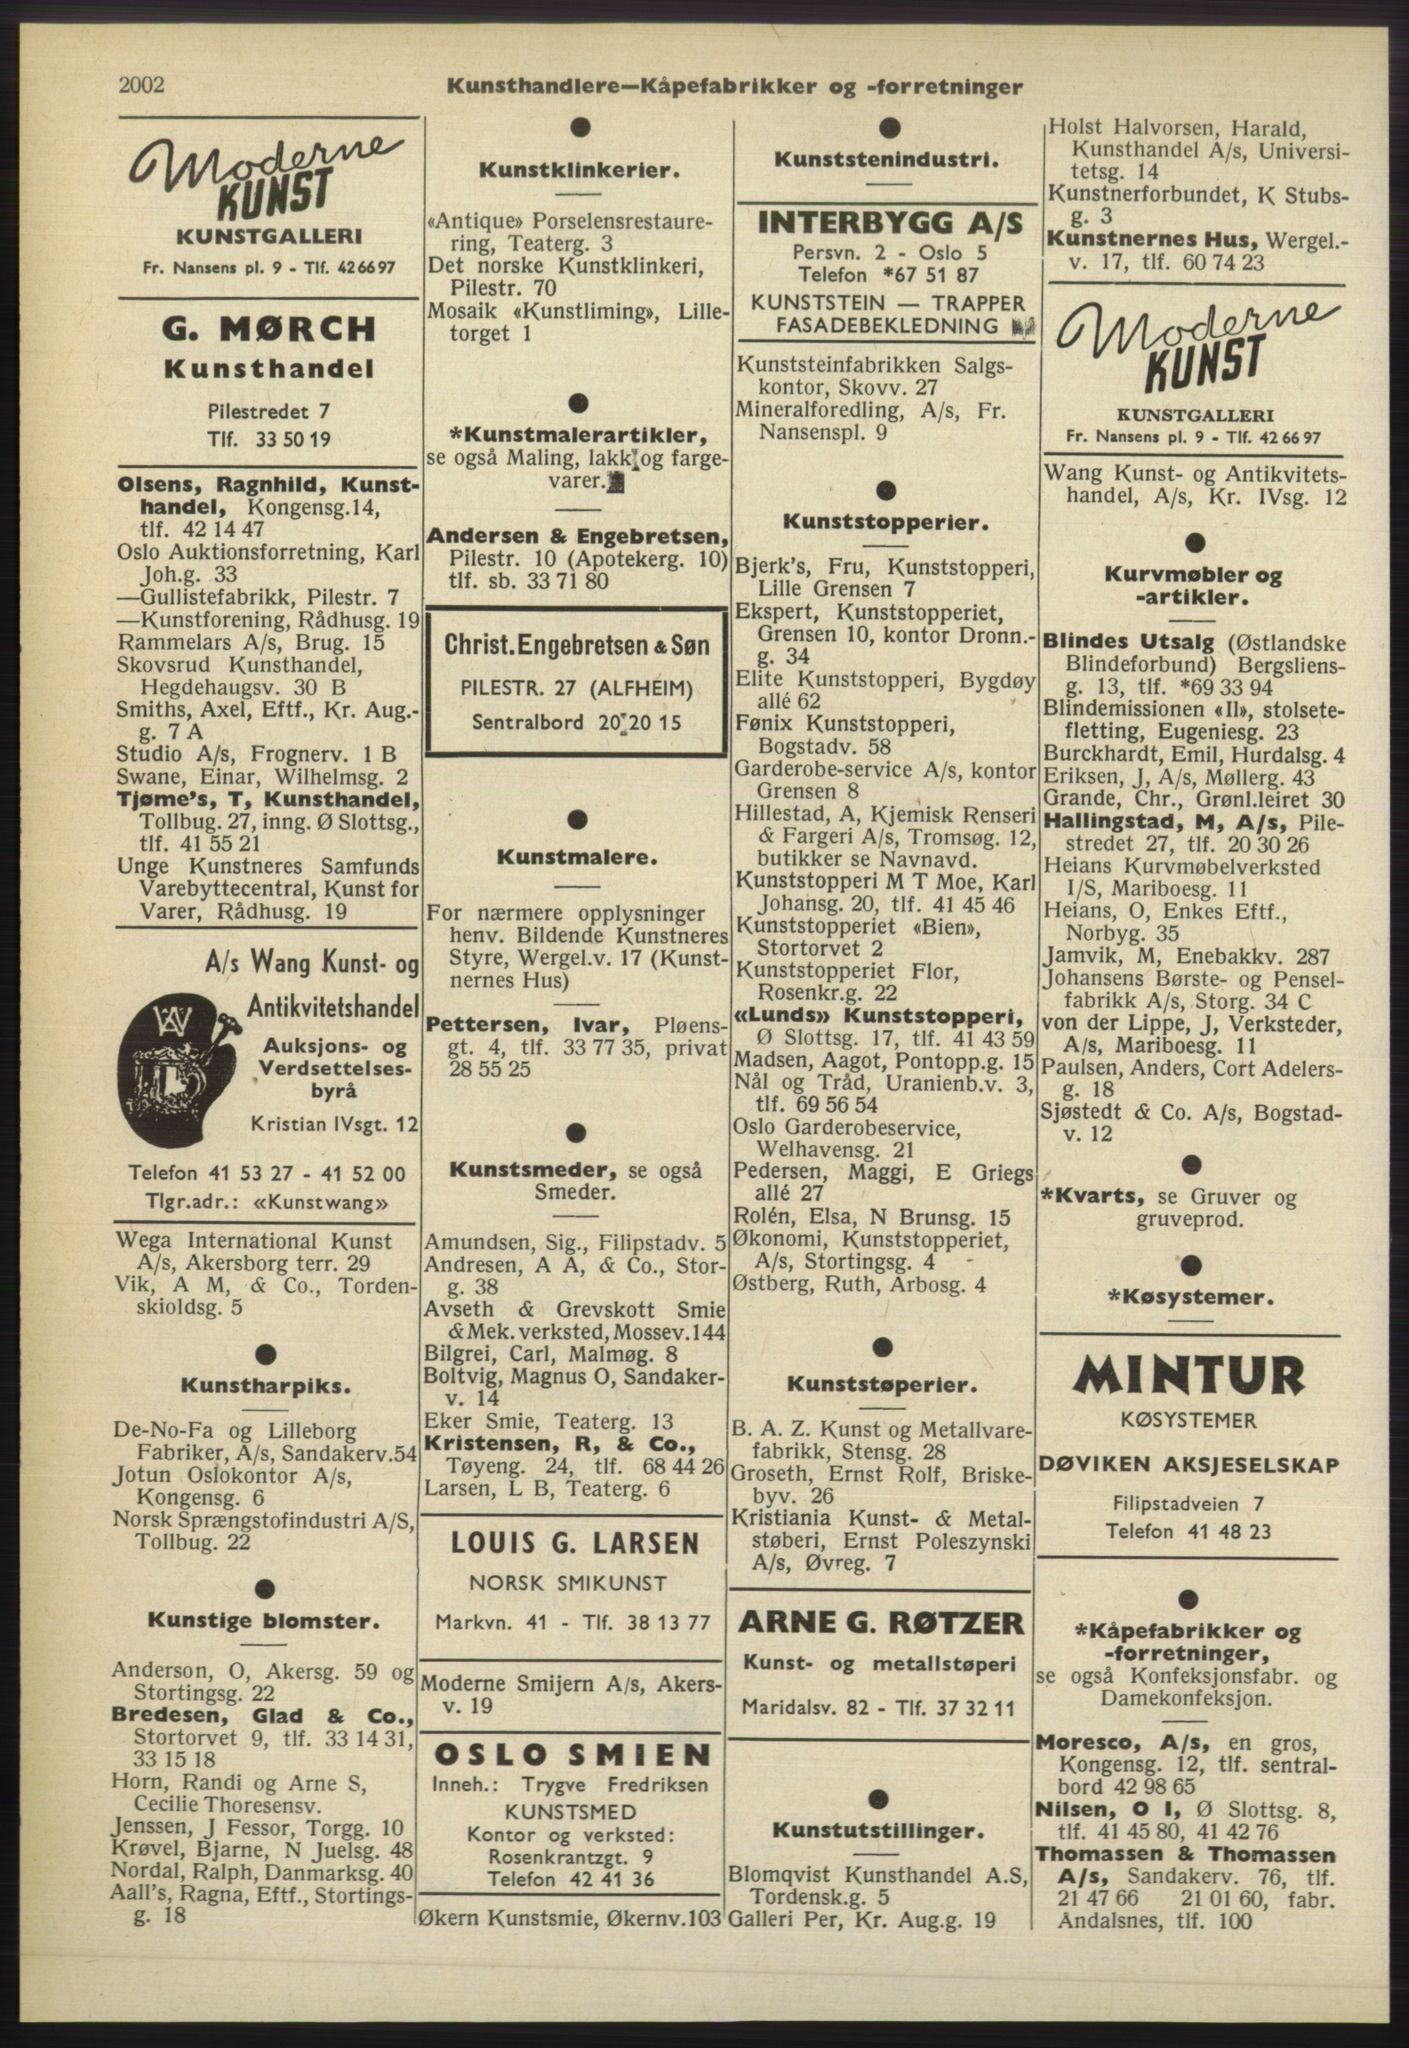 2002
Kunsthandlere—Kåpefabrikker og -forretninger
Moderne
KUNST
KUNSTGALLERI
Fr. Nansens pl. 9 - Tlf. 42 66 97
G. MØRCH
Kunsthandel
Pilestredet 7
Tlf. 33 50 19
Olsens, Ragnhild, Kunst-
handel, Kongensg.14,
tlf. 42 14 47
Oslo Auktionsforretning, Karl
Joh.g. 33
—Gullistefabrikk, Pilestr. 7
—Kunstforening, Rådhusg. 19
Rammelars A/s, Brug. 15
Skovsrud Kunsthandel,
Hegdehaugsv. 30 B
Smiths, Axel, Eftf., Kr. Aug.-
g. 7 A
Studio A/s, Frognerv. 1 B
Swane, Einar, Wilhelmsg. 2
Tjøme's, T, Kunsthandel,
Tollbug. 27, inng. Ø Slottsg.,
tlf. 41 55 21
Unge Kunstneres Samfunds
Varebyttecentral, Kunst for
Varer, Rådhusg. 19
A/s Wang Kunst- og
Antikvitetshandel
Auksjons- og
Verdsettelses-
byrå
Kristian IVsgt. 12
Telefon 41 53 27 - 41 52 00
Tlgr.adr.: «Kunstwang»
Wega International Kunst
A/s, Akersborg terr. 29
Vik, A M, & Co., Torden-
skioldsg. 5
Kunstharpiks.
De-No-Fa og Lilleborg
Fabriker, A/s, Sandakerv.54
Jotun Oslokontor A/s,
Kongensg. 6
Norsk Sprængstofindustri A/S,
Tollbug. 22
Kunstige blomster.
Anderson, O, Akersg. 59 og
Stortingsg. 22
Bredesen, Glad & Co.,
Stortorvet 9, tlf. 33 14 31,
33 15 18
Horn, Randi og Arne S,
Cecilie Thoresensv.
Jenssen, J Fessor, Torgg. 10
Krøvel, Bjarne, N Juelsg. 48
Nordal, Ralph, Danmarksg. 40
Aall's, Ragna, Eftf., Stortings-
g. 18
Kunstklinkerier.
«Antique» Porselensrestaure-
ring, Teaterg. 3
Det norske Kunstklinkeri,
Pilestr. 70
Mosaik «Kunstliming», Lille-
torget 1
*Kunstmalerartikler,
se også Maling, lakk og farge-
varer.
Andersen & Engebretsen,
Pilestr. 10 (Apotekerg. 10)
tlf. sb. 33 71 80
Christ. Engebretsen & Søn
PILESTR. 27 (ALFHEIM)
Sentralbord 20 20 15
Kunstmalere.
For nærmere opplysninger
henv. Bildende Kunstneres
Styre, Wergel.v. 17 (Kunst-
nernes Hus)
Pettersen, Ivar, Pløens-
gt. 4, tlf. 33 77 35, privat
28 55 25
Kunstsmeder, se også
Smeder.
Amundsen, Sig., Filipstadv. 5
Andresen, A A, & Co., Stor-
g. 38
Avseth & Grevskott Smie
& Mek. verksted, Mossev.144
Bilgrei, Carl, Malmøg. 8
Boltvig, Magnus O, Sandaker-
v. 14
Eker Smie, Teaterg. 13
Kristensen, R, & Co.,
Tøyeng. 24, tlf. 68 44 26
Larsen, L B, Teaterg. 6
LOUIS G. LARSEN
NORSK SMIKUNST
Markvn. 41 - Tlf. 38 13 77
Moderne Smijern A/s, Akers-
v. 19
OSLO SMIEN
Inneh.: Trygve Fredriksen
KUNSTSMED
Kontor og verksted:
Rosenkrantzgt. 9
Telefon 42 41 36
Økern Kunstsmie, Økernv.103
Kunststenindustri.
INTERBYGG A/S
Persvn. 2 - Oslo 5
Telefon *67 51 87
KUNSTSTEIN — TRAPPER
FASADEBEKLEDNING
Kunststeinfabrikken Salgs-
kontor, Skovv. 27
Mineralforedling, A/s, Fr.
Nansenspl. 9
Kunststopperier.
Bjerk's, Fru, Kunststopperi,
Lille Grensen 7
Ekspert, Kunststopperiet,
Grensen 10, kontor Dronn.-
g. 34
Elite Kunststopperi, Bygdøy
allé 62
Fønix Kunststopperi,
Bogstadv. 58
Garderobe-service A/s, kontor
Grensen 8
Hillestad, A, Kjemisk Renseri
& Fargeri A/s, Tromsøg. 12,
butikker se Navnavd.
Kunststopperi M T Moe, Karl
Johansg. 20, tlf. 41 45 46
Kunststopperiet «Bien»,
Stortorvet 2
Kunststopperiet Flor,
Rosenkr.g. 22
«Lunds» Kunststopperi,
Ø Slottsg. 17, tlf. 41 43 59
Madsen, Aagot, Pontopp.g. 15
Nål og Tråd, Uranienb.v. 3,
tlf. 69 56 54
Oslo Garderobeservice,
Welhavensg. 21
Pedersen, Maggi, E Griegs
allé 27
Rolén, Elsa, N Brunsg. 15
Økonomi, Kunststopperiet,
A/s, Stortingsg. 4
Østberg, Ruth, Arbosg. 4
Kunststøperier.
B. A. Z. Kunst og Metallvare-
fabrikk, Stensg. 28
Groseth, Ernst Rolf, Briske-
byv. 26
Kristiania Kunst- & Metal-
støberi, Ernst Poleszynski
A/s, Øvreg. 7
ARNE G. RØTZER
Kunst- og metallstøperi
Maridalsv. 82 - Tlf. 37 32 11
Kunstutstillinger.
Blomqvist Kunsthandel A.S,
Tordensk.g. 5
Galleri Per, Kr. Aug.g. 19
Holst Halvorsen, Harald,
Kunsthandel A/s, Universi-
tetsg. 14
Kunstnerforbundet, K Stubs-
g. 3
Kunstnernes Hus, Wergel.-
v. 17, tlf. 60 74 23
Moderne
KUNST
KUNSTGALLERI
Fr. Nansens pl. 9 - Tlf. 42 66 97
Wang Kunst- og Antikvitets-
handel, A/s, Kr. IVsg. 12
Kurvmøbler og
-artikler.
Blindes Utsalg (Østlandske
Blindeforbund) Bergsliens-
g. 13, tlf. *69 33 94
Blindemissionen «Il», stolsete-
fletting, Eugeniesg. 23
Burckhardt, Emil, Hurdalsg. 4
Eriksen, J, A/s, Møllerg. 43
Grande, Chr., Grønl.leiret 30
Hallingstad, M, A/s, Pile-
stredet 27, tlf. 20 30 26
Heians Kurvmøbelverksted
I/S, Mariboesg. 11
Heians, O, Enkes Eftf.,
Norbyg. 35
Jamvik, M, Enebakkv. 287
Johansens Børste- og Pensel-
fabrikk A/s, Storg. 34 C
von der Lippe, J, Verksteder,
A/s, Mariboesg. 11
Paulsen, Anders, Cort Adelers-
g. 18
Sjøstedt & Co. A/s, Bogstad-
v. 12
*Kvarts, se Gruver og
gruveprod.
*Køsystemer.
MINTUR
KØSYSTEMER
DØVIKEN AKSJESELSKAP
Filipstadveien 7
Telefon 41 48 23
*Kåpefabrikker og
-forretninger,
se også Konfeksjonsfabr. og
Damekonfeksjon.
Moresco, A/s, en gros,
Kongensg. 12, tlf. sentral-
bord 42 98 65
Nilsen, O I, Ø Slottsg. 8,
tlf. 41 45 80, 41 42 76
Thomassen & Thomassen
A/s, Sandakerv. 76, tlf.
21 47 66 21 01 60, fabr.
Åndalsnes, tlf. 100